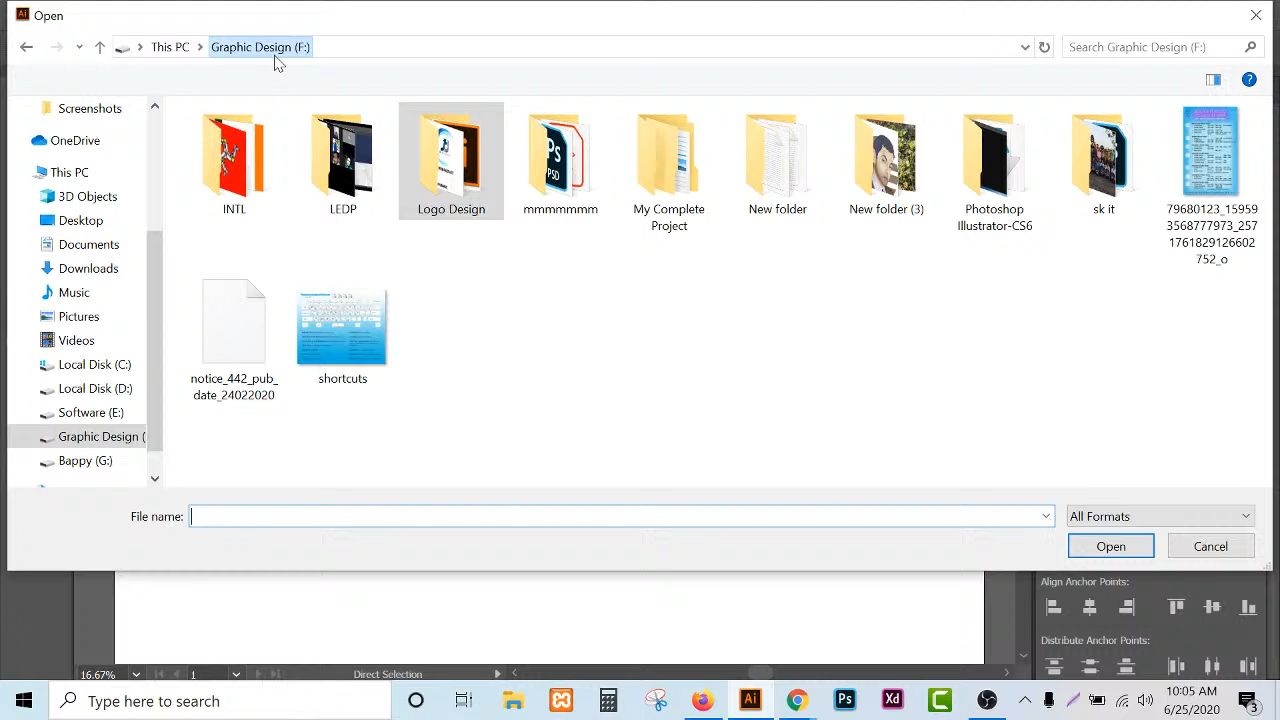 Open
This PC
Graphic Design (F:)
Search Graphic Design (F:)
Screenshots
OneDrive
This PC
3D Objects
Desktop
Documents
Downloads
Music
Pictures
Videos
Local Disk (C:)
Local Disk (D:)
Software (E:)
Graphic Design (
Bappy (G:)
INTL
LEDP
Logo Design
mmmmmmm
My Complete
Project
New folder
New folder (3)
Photoshop
Illustrator-CS6
sk it
79680123_15959
3568777973_257
1761829126602
752_o
notice_442_pub_
date_24022020
shortcuts
File name:
All Formats
Open
Cancel
Align Anchor Points:
Distribute Anchor Points:
16.67%
1
Direct Selection
Type here to search
Ai
Ps
Xd
10:05 AM
6/25/2020
3